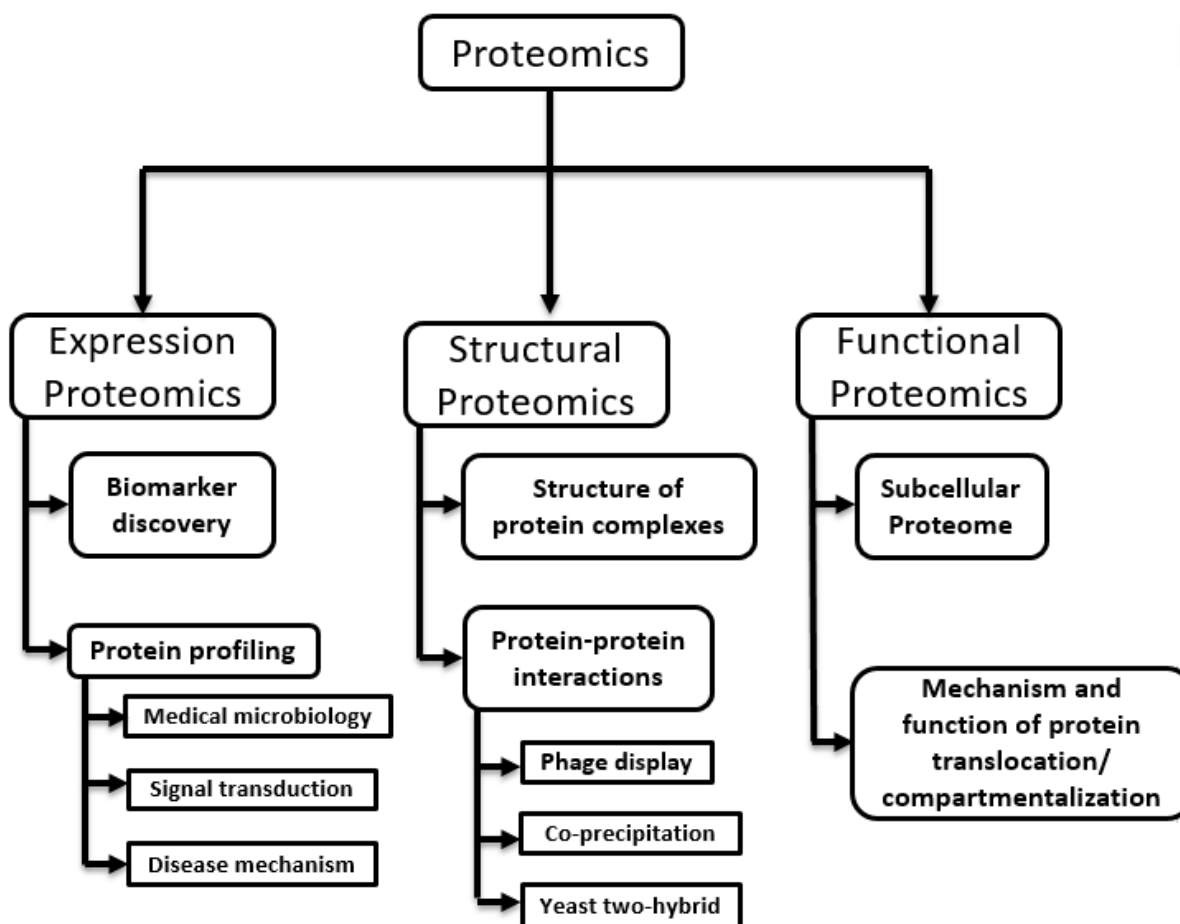 Proteomics
Expression
Proteomics
Biomarker
discovery
Protein profiling
Medical microbiology
Signal transduction
Disease mechanism
Structural
Proteomics
Structure of
protein complexes
Protein-protein
interactions
Phage display
Co-precipitation
Yeast two-hybrid
Functional
Proteomics
Subcellular
Proteome
Mechanism and
function of protein
translocation/
compartmentalization